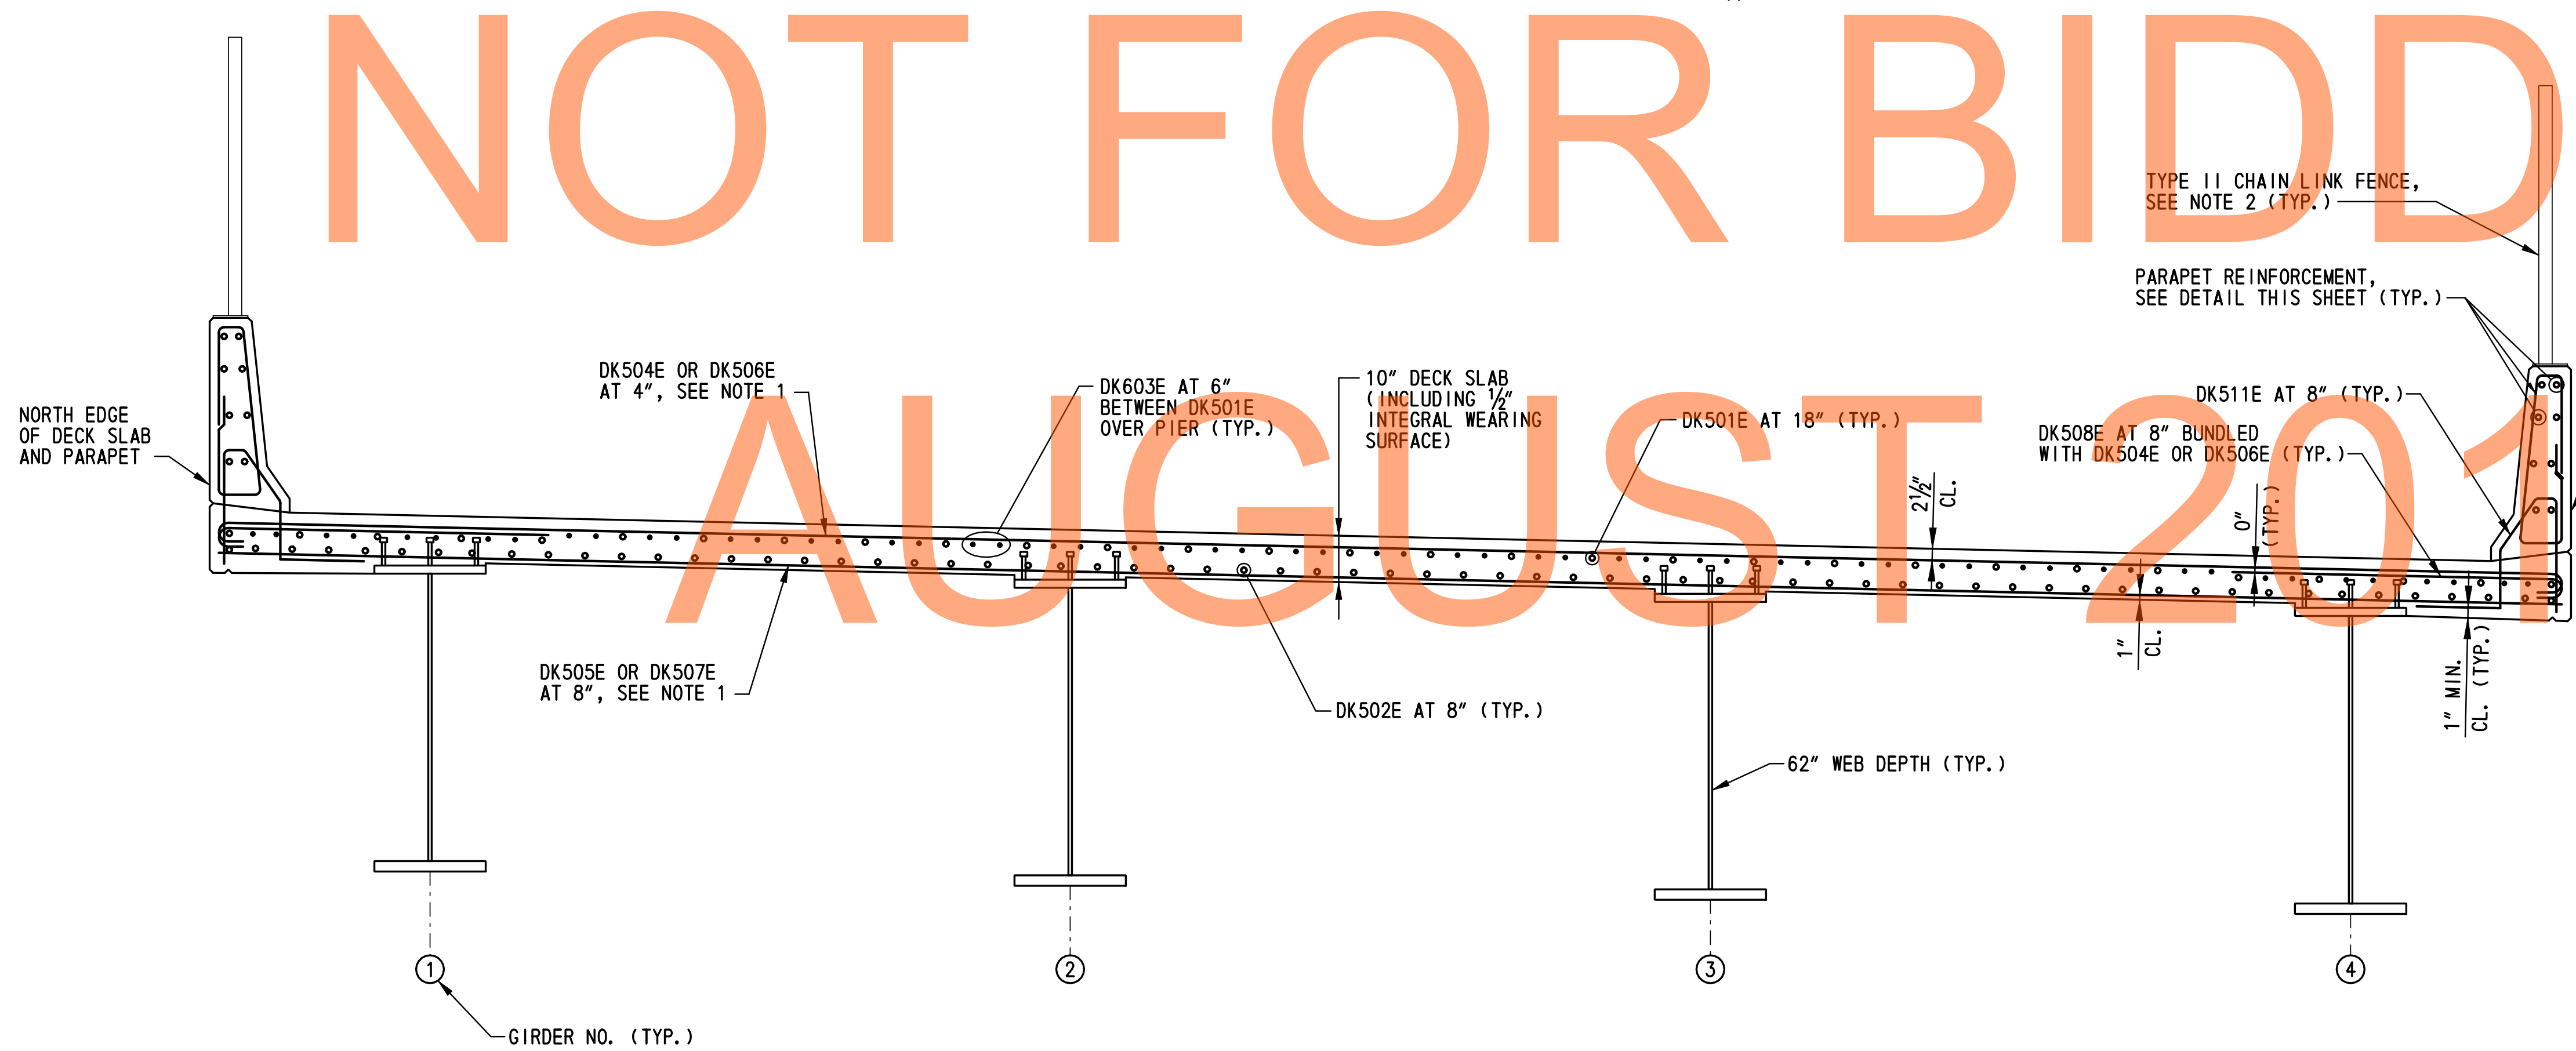 NOT FOR BIDD
AUGUST 201
TYPE II CHAIN LINK FENCE,
SEE NOTE 2 (TYP.)
PARAPET REINFORCEMENT,
SEE DETAIL THIS SHEET (TYP.)
DK504E OR DK506E
AT 4", SEE NOTE 1
DK603E AT 6"
BETWEEN DK501E
OVER PIER (TYP.)
10" DECK SLAB
(INCLUDING ½"
INTEGRAL WEARING
SURFACE)
DK501E AT 18" (TYP.)
DK511E AT 8" (TYP.)
DK508E AT 8" BUNDLED
WITH DK504E OR DK506E (TYP.)
NORTH EDGE
OF DECK SLAB
AND PARAPET
2½"
CL.
0"
(TYP.)
1"
CL.
1" MIN.
CL. (TYP.)
DK505E OR DK507E
AT 8", SEE NOTE 1
DK502E AT 8" (TYP.)
62" WEB DEPTH (TYP.)
1
2
3
4
GIRDER NO. (TYP.)